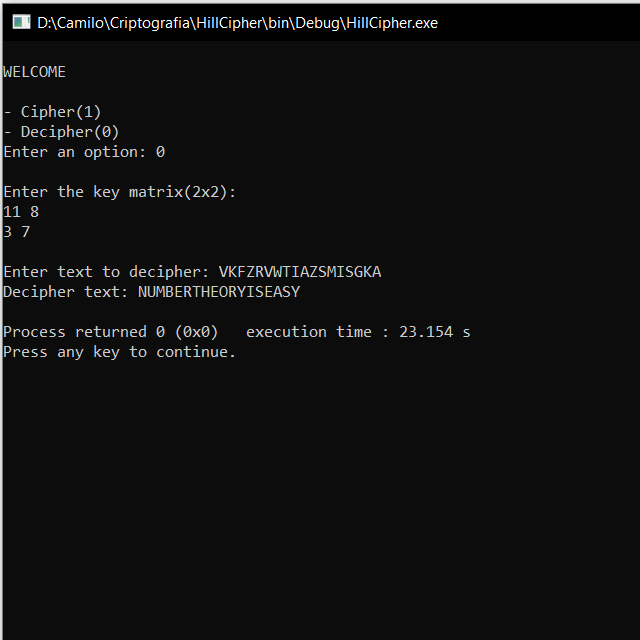 D:\Camilo\Criptografia\HillCipher\bin\Debug\HillCipher.exe
WELCOME
- Cipher(1)
- Decipher(0)
Enter an option: 0
Enter the key matrix(2x2):
11 8
3 7
Enter text to decipher: VKFZRVWTIAZSMISGKA
Decipher text: NUMBERTHEORYISEASY
Process returned 0 (0x0)   execution time : 23.154 s
Press any key to continue.